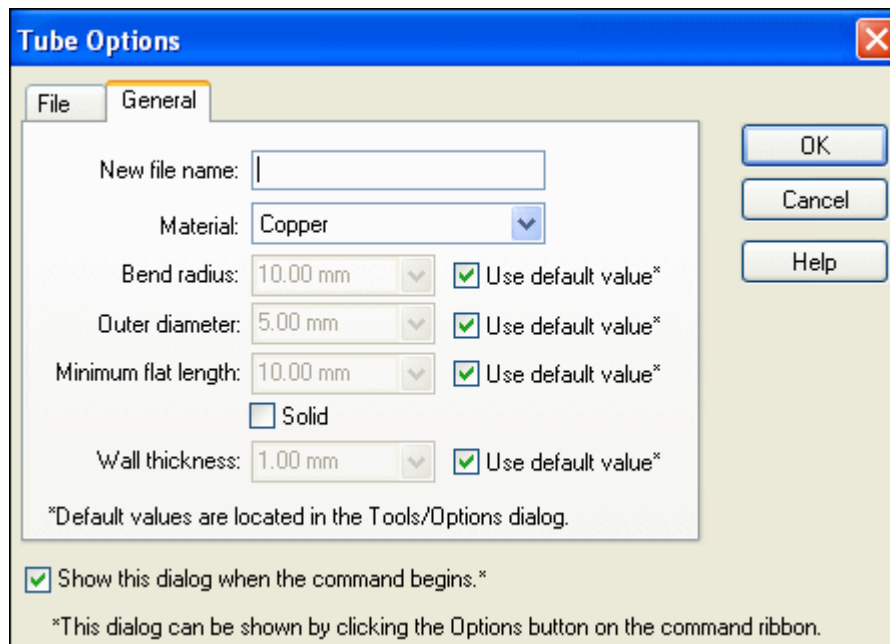 Tube Options
File
General
New file name:
OK
Material: Copper
Cancel
Bend radius: 10.00 mm Use default value*
Help
Outer diameter: 5.00 mm Use default value*
Minimum flat length: 10.00 mm Use default value*
Solid
Wall thickness: 1.00 mm Use default value*
*Default values are located in the Tools/Options dialog.
Show this dialog when the command begins.*
*This dialog can be shown by clicking the Options button on the command ribbon.